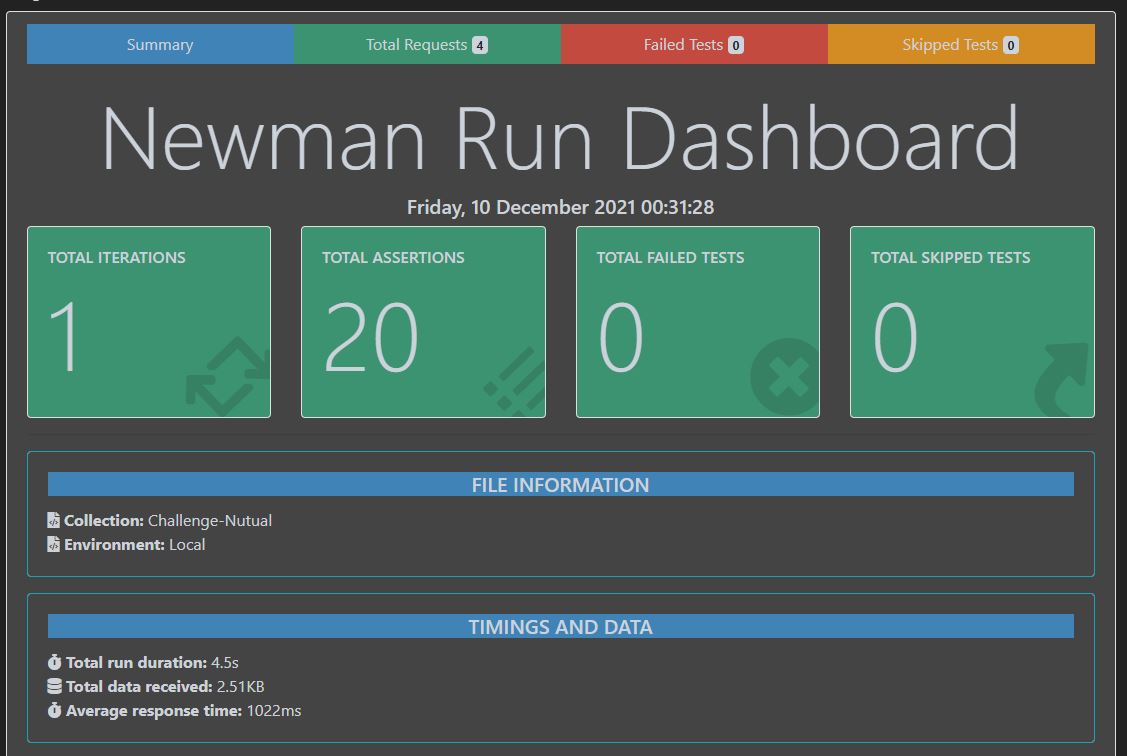 Summary Total Requests 4 Failed Tests 0 Skipped Tests 0
Newman Run Dashboard
Friday, 10 December 2021 00:31:28
TOTAL ITERATIONS TOTAL ASSERTIONS TOTAL FAILED TESTS TOTAL SKIPPED TESTS
1 20 0 0
FILE INFORMATION
Collection: Challenge-Nutual
Environment: Local
TIMINGS AND DATA
Total run duration: 4.5s
Total data received: 2.51KB
Average response time: 1022ms